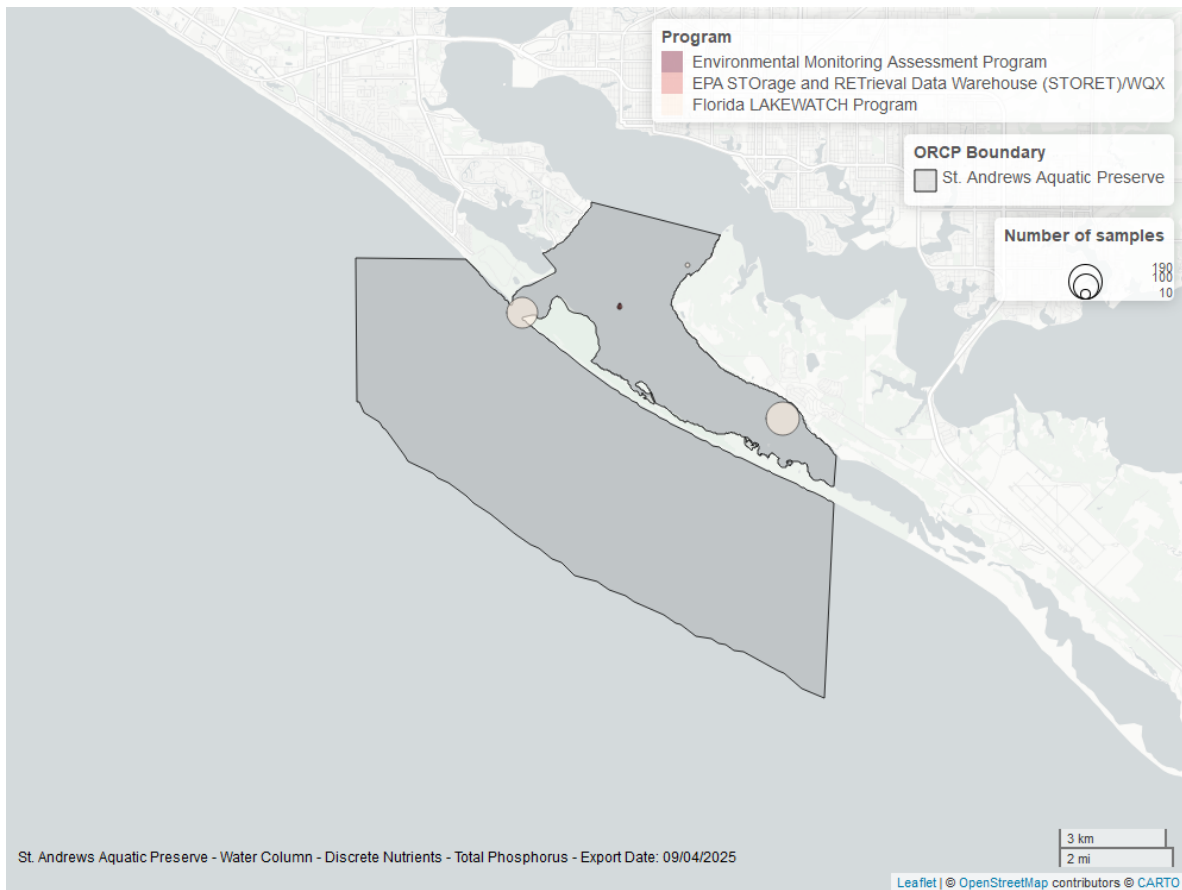 Program
Environmental Monitoring Assessment Program
EPA STOrage and RETrieval Data Warehouse (STORET)/WQX
Florida LAKEWATCH Program
ORCP Boundary
St. Andrews Aquatic Preserve
Number of samples
190
100
10
3 km
2 mi
St. Andrews Aquatic Preserve - Water Column - Discrete Nutrients - Total Phosphorus - Export Date: 09/04/2025
Leaflet | © OpenStreetMap contributors © CARTO